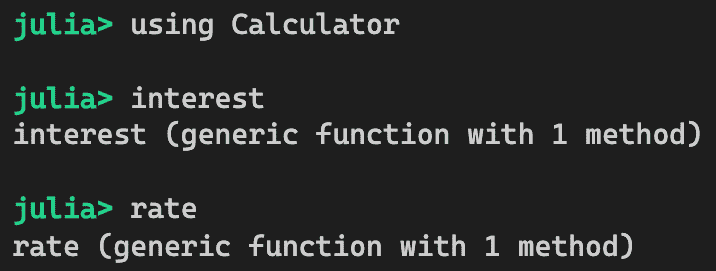 julia> using Calculator
julia> interest
interest (generic function with 1 method)
julia> rate
rate (generic function with 1 method)